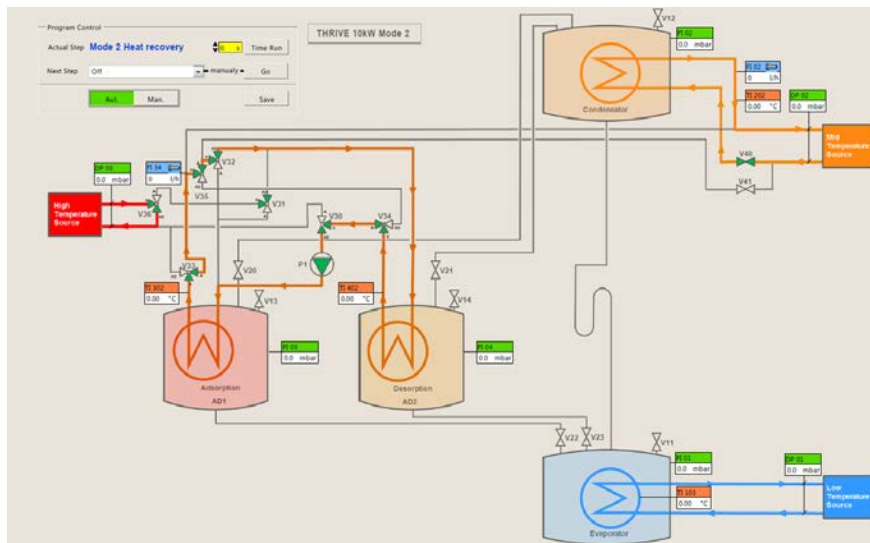 Program Control
THRIVE 10kW Mode 2
Actual Step Mode 2 Heat recovery s Time Run
Next Step Off manualy Go
Aut. Man. Save
V12
PI 02
0.0 mbar
FI 02
0 l/h
TI 202
0.00 °C
DP 02
0.0 mbar
Condensator
Mid
Temperature
Source
V40
V41
DP 03
0.0 mbar
FI 04
0 l/h
V32
V35
V36
V31
V30
V34
High
Temperature
Source
V33
P1
V20
V21
TI 302
0.00 °C
V13
TI 402
0.00 °C
V14
PI 03
0.0 mbar
PI 04
0.0 mbar
Adsorption
AD1
Desorption
AD2
V22
V23
V11
PI 01
0.0 mbar
DP 01
0.0 mbar
TI 103
0.00 °C
Low
Temperature
Source
Evaporator